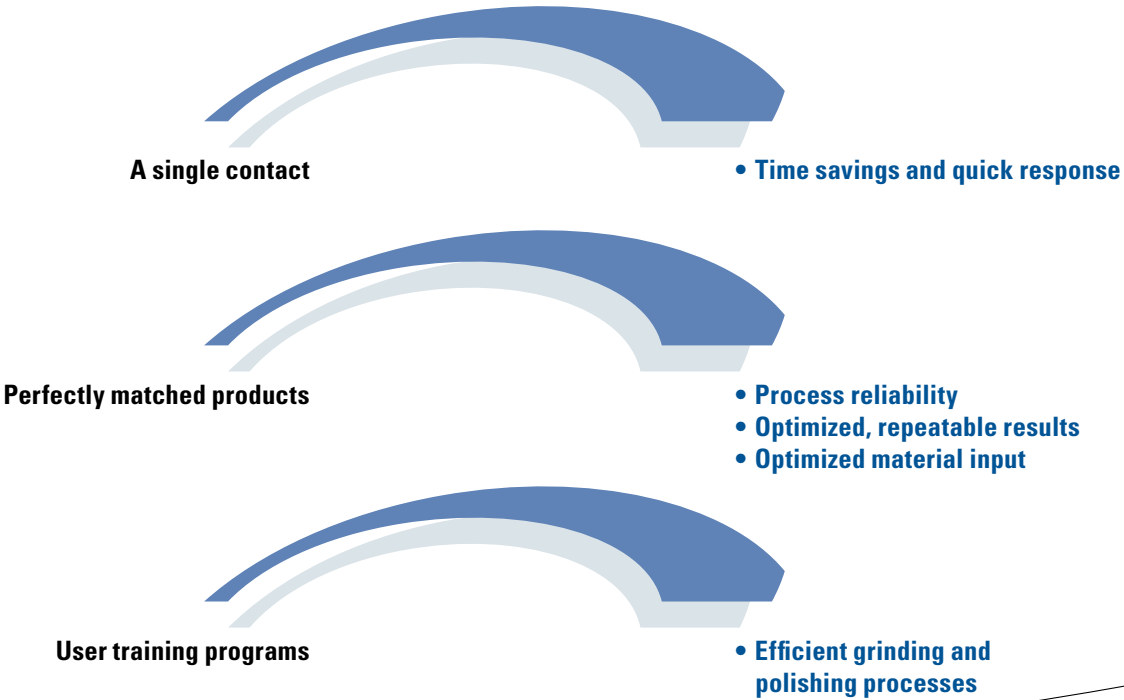 A single contact
• Time savings and quick response
Perfectly matched products
• Process reliability
• Optimized, repeatable results
• Optimized material input
User training programs
• Efficient grinding and
polishing processes